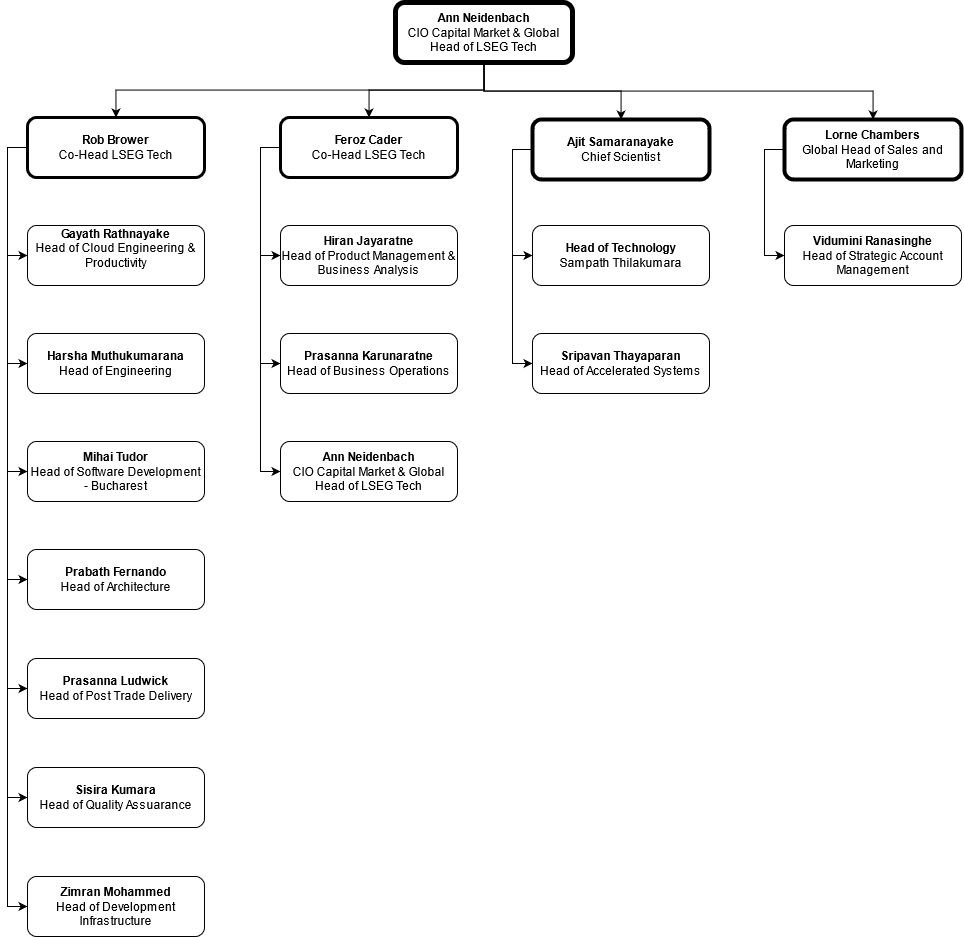 Ann Neidenbach
CIO Capital Market & Global
Head of LSEG Tech
Rob Brower
Co-Head LSEG Tech
Feroz Cader
Co-Head LSEG Tech
Ajit Samaranayake
Chief Scientist
Lorne Chambers
Global Head of Sales and
Marketing
Gayath Rathnayake
Head of Cloud Engineering &
Productivity
Hiran Jayaratne
Head of Product Management &
Business Analysis
Head of Technology
Sampath Thilakumara
Vidumini Ranasinghe
Head of Strategic Account
Management
Harsha Muthukumarana
Head of Engineering
Prasanna Karunaratne
Head of Business Operations
Sripavan Thayaparan
Head of Accelerated Systems
Mihai Tudor
Head of Software Development
- Bucharest
Ann Neidenbach
CIO Capital Market & Global
Head of LSEG Tech
Prabath Fernando
Head of Architecture
Prasanna Ludwick
Head of Post Trade Delivery
Sisira Kumara
Head of Quality Assuarance
Zimran Mohammed
Head of Development
Infrastructure